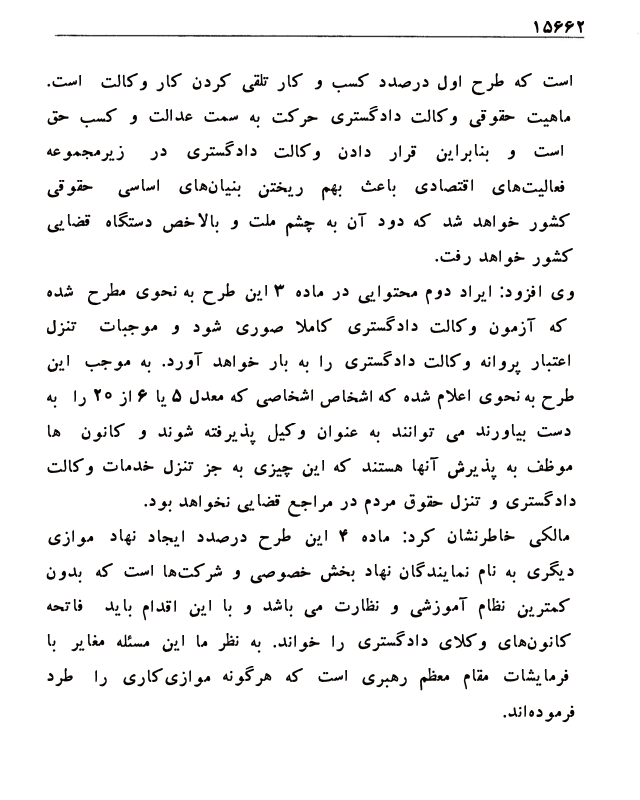 ۱۵۶۶۲
است که طرح اول درصدد کسب و کار تلقی کردن کار وکالت است.
ماهیت حقوقی وکالت دادگستری حرکت به سمت عدالت و کسب حق
است و بنابراین قرار دادن وکالت دادگستری در زیرمجموعه
فعالیت‌های اقتصادی باعث بهم ریختن بنیان‌های اساسی حقوقی
کشور خواهد شد که دود آن به چشم ملت و بالاخص دستگاه قضایی
کشور خواهد رفت.
وی افزود: ایراد دوم محتوایی در ماده ۳ این طرح به نحوی مطرح شده
که آزمون وکالت دادگستری کاملا صوری شود و موجبات تنزل
اعتبار پروانه وکالت دادگستری را به بار خواهد آورد. به موجب این
طرح به نحوی اعلام شده که اشخاص اشخاصی که معدل ۵ یا ۶ از ۲۰ را به
دست بیاورند می توانند به عنوان وکیل پذیرفته شوند و کانون ها
موظف به پذیرش آنها هستند که این چیزی به جز تنزل خدمات وکالت
دادگستری و تنزل حقوق مردم در مراجع قضایی نخواهد بود.
مالکی خاطرنشان کرد: ماده ۴ این طرح درصدد ایجاد نهاد موازی
دیگری به نام نمایندگان نهاد بخش خصوصی و شرکت‌ها است که بدون
کمترین نظام آموزشی و نظارت می باشد و با این اقدام باید فاتحه
کانون‌های وکلای دادگستری را خواند. به نظر ما این مسئله مغایر با
فرمایشات مقام معظم رهبری است که هرگونه موازی‌کاری را طرد
فرموده‌اند.